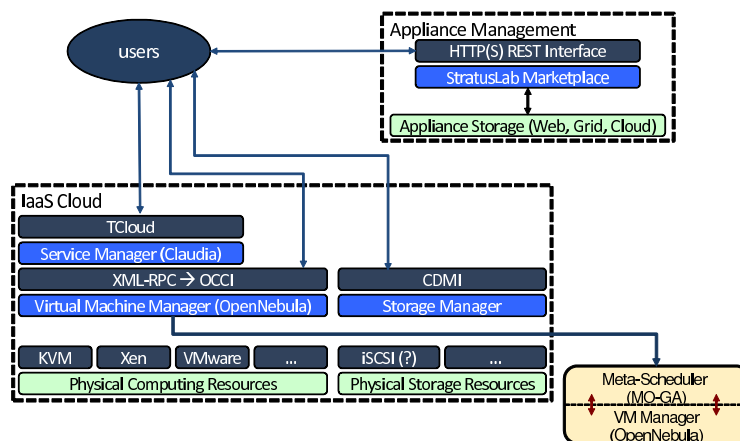 users
Appliance Management
HTTP(S) REST Interface
StratusLab Marketplace
Appliance Storage (Web, Grid, Cloud)
IaaS Cloud
TCloud
Service Manager (Claudia)
XML-RPC → OCCI
CDMI
Virtual Machine Manager (OpenNebula)
Storage Manager
KVM
Xen
VMware
...
iSCSI (?)
...
Physical Computing Resources
Physical Storage Resources
Meta-Scheduler
(MO-GA)
VM Manager
(OpenNebula)